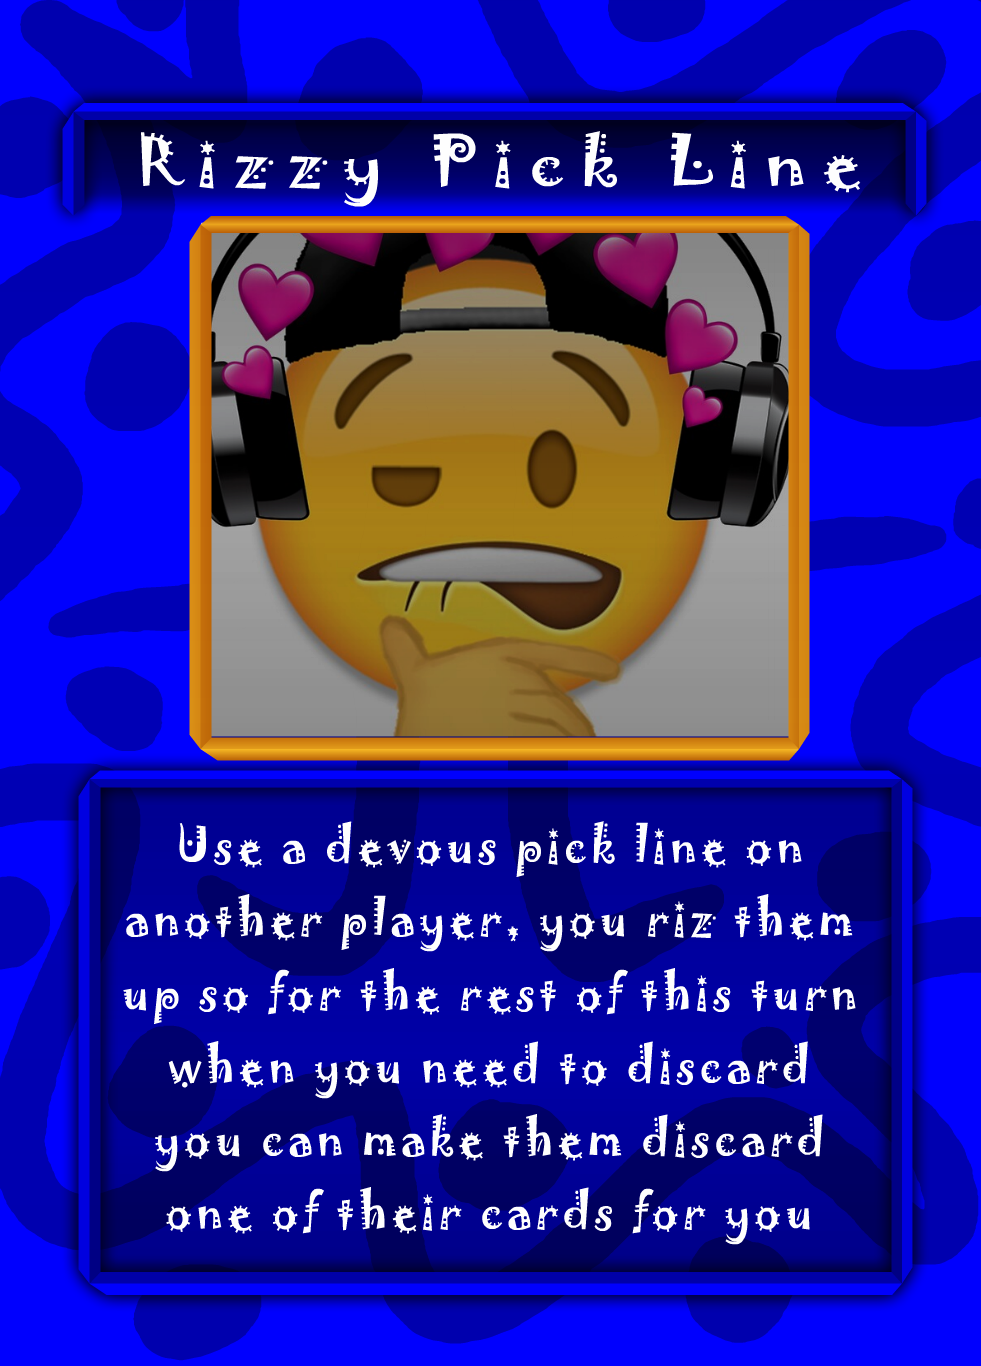 Rizzy Pick Line
Use a devous pick line on
another player, you riz them
up so for the rest of this turn
when you need to discard
you can make them discard
one of their cards for you